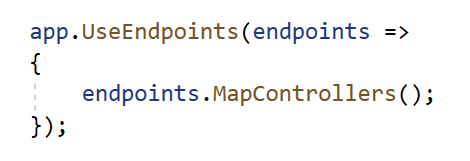 app.UseEndpoints(endpoints =>
{
    endpoints.MapControllers();
});